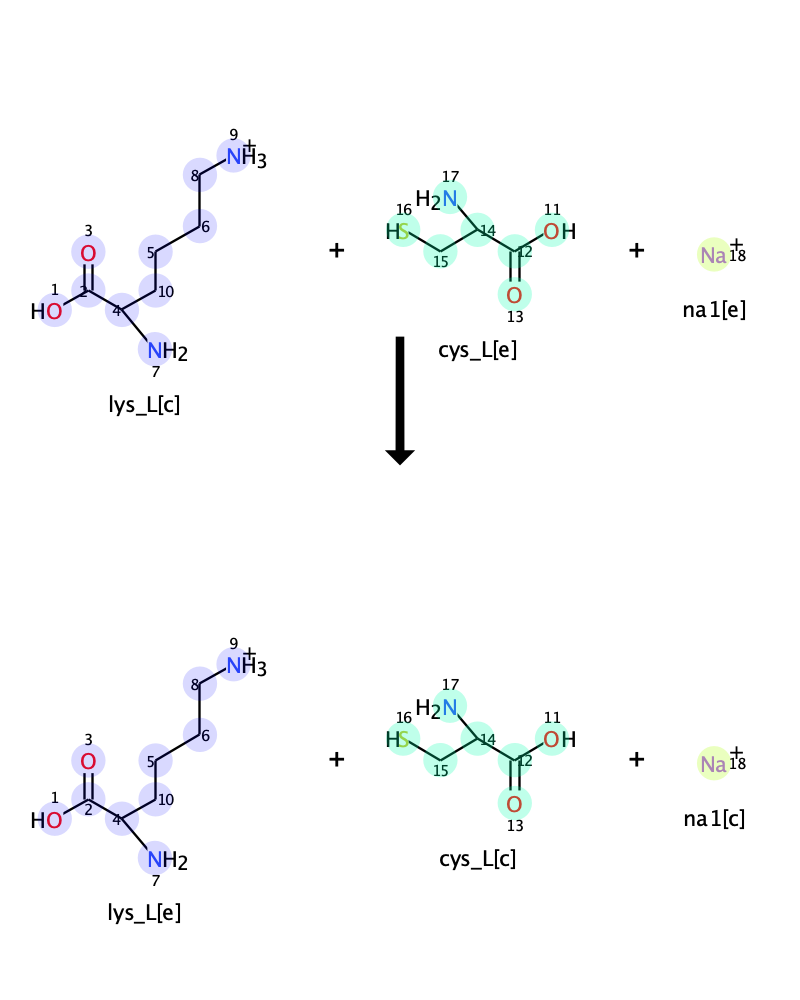 9
NH3+
8
17
H2N
16
11
3
HS
14
OH
6
+
+
Na+
18
O
5
15
12
1
2
10
O
na1[e]
HO
4
13
NH2
cys_L[e]
7
lys_L[c]
9
NH3+
8
17
H2N
16
11
3
HS
14
OH
6
+
+
Na+
18
O
5
15
12
1
2
10
O
na1[c]
HO
4
13
NH2
cys_L[c]
7
lys_L[e]